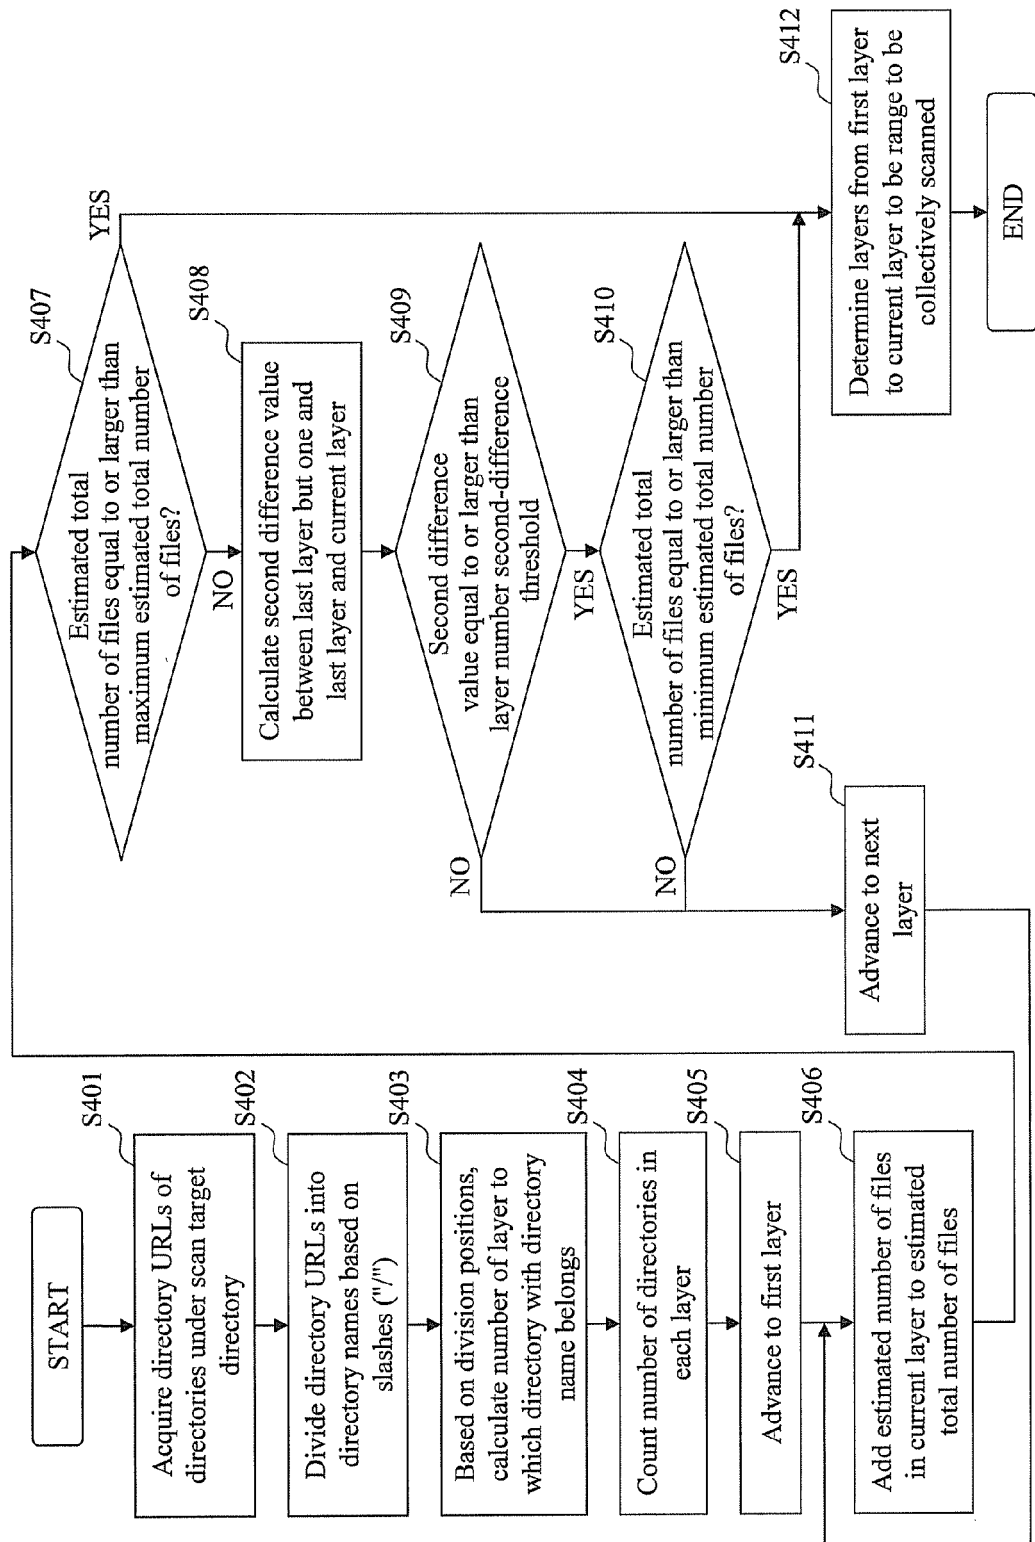 START
S401
Acquire directory URLs of
directories under scan target
directory
S402
Divide directory URLs into
directory names based on
slashes ("/")
S403
Based on division positions,
calculate number of layer to
which directory with directory
name belongs
S404
Count number of directories in
each layer
S405
Advance to first layer
S406
Add estimated number of files
in current layer to estimated
total number of files
S407
Estimated total
number of files equal to or larger than
maximum estimated total number
of files?
YES
NO
S408
Calculate second difference value
between last layer but one and
last layer and current layer
S409
Second difference
value equal to or larger than
layer number second-difference
threshold
NO
YES
S410
Estimated total
number of files equal to or larger than
minimum estimated total number
of files?
NO
YES
S411
Advance to next
layer
S412
Determine layers from first layer
to current layer to be range to be
collectively scanned
END